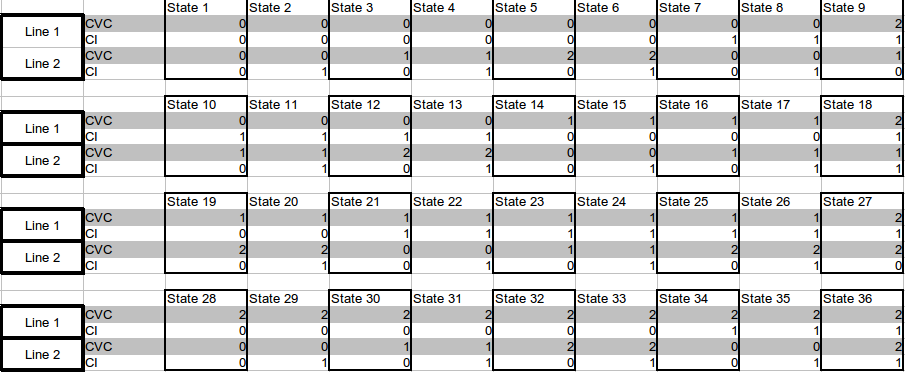 State 1 State 2 State 3 State 4 State 5 State 6 State 7 State 8 State 9
Line 1 CVC 0 0 0 0 0 0 0 0 2
CI 0 0 0 0 0 0 1 1 1
Line 2 CVC 0 0 1 1 2 2 0 0 1
CI 0 1 0 1 0 1 0 1 0
State 10 State 11 State 12 State 13 State 14 State 15 State 16 State 17 State 18
Line 1 CVC 0 0 0 0 1 1 1 1 2
CI 1 1 1 1 0 0 0 0 1
Line 2 CVC 1 1 2 2 0 0 1 1 1
CI 0 1 0 1 0 1 0 1 1
State 19 State 20 State 21 State 22 State 23 State 24 State 25 State 26 State 27
Line 1 CVC 1 1 1 1 1 1 1 1 2
CI 0 0 1 1 1 1 1 1 1
Line 2 CVC 2 2 0 0 1 1 2 2 2
CI 0 1 0 1 0 1 0 1 0
State 28 State 29 State 30 State 31 State 32 State 33 State 34 State 35 State 36
Line 1 CVC 2 2 2 2 2 2 2 2 2
CI 0 0 0 0 0 0 1 1 1
Line 2 CVC 0 0 1 1 2 2 0 0 2
CI 0 1 0 1 0 1 0 1 1